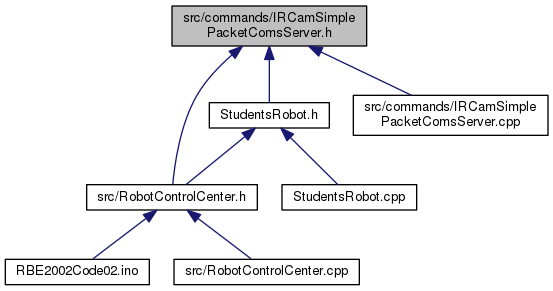 src/commands/IRCamSimple
PacketComsServer.h
StudentsRobot.h
src/commands/IRCamSimple
PacketComsServer.cpp
src/RobotControlCenter.h
StudentsRobot.cpp
RBE2002Code02.ino
src/RobotControlCenter.cpp